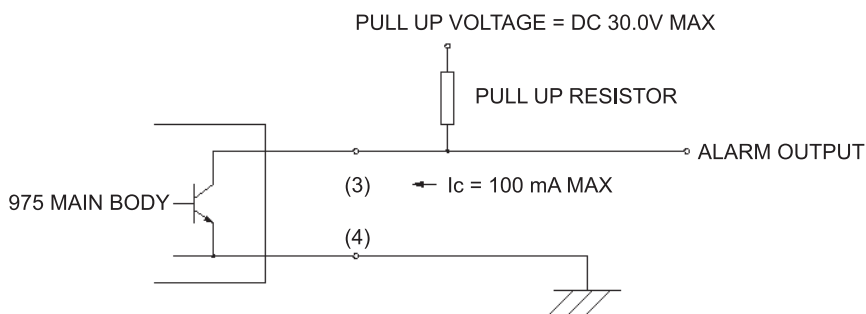 PULL UP VOLTAGE = DC 30.0V MAX
PULL UP RESISTOR
ALARM OUTPUT
(3) Ic = 100 mA MAX
975 MAIN BODY
(4)